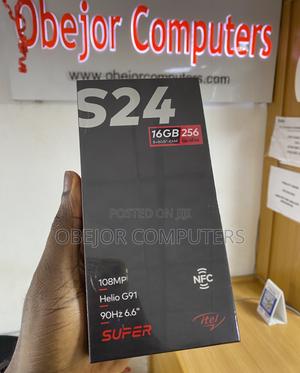 Obejor Computers
www.obejorcomputers.com
S24
16GB 256
POSTED ON JIJI
OBEJOR COMPUTERS
108MP
Helio G91
90Hz 6.6"
NFC
SUPER
itel